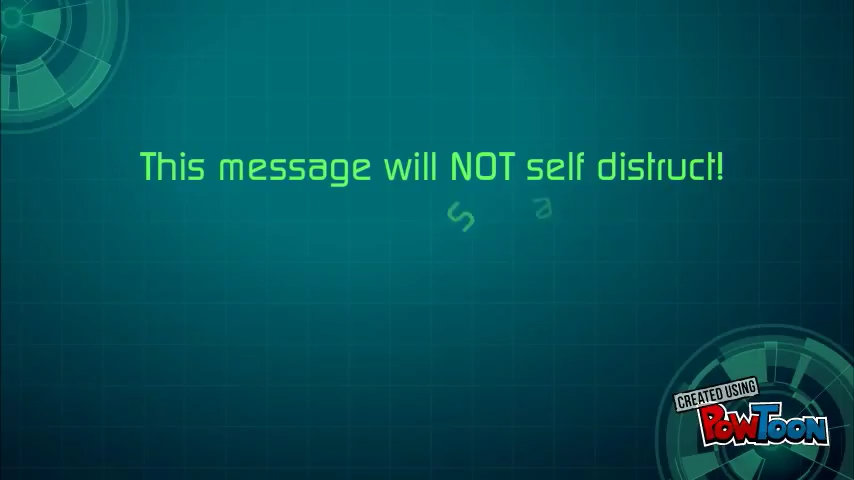 This message will NOT self distruct!
s a
CREATED USING
PowToon